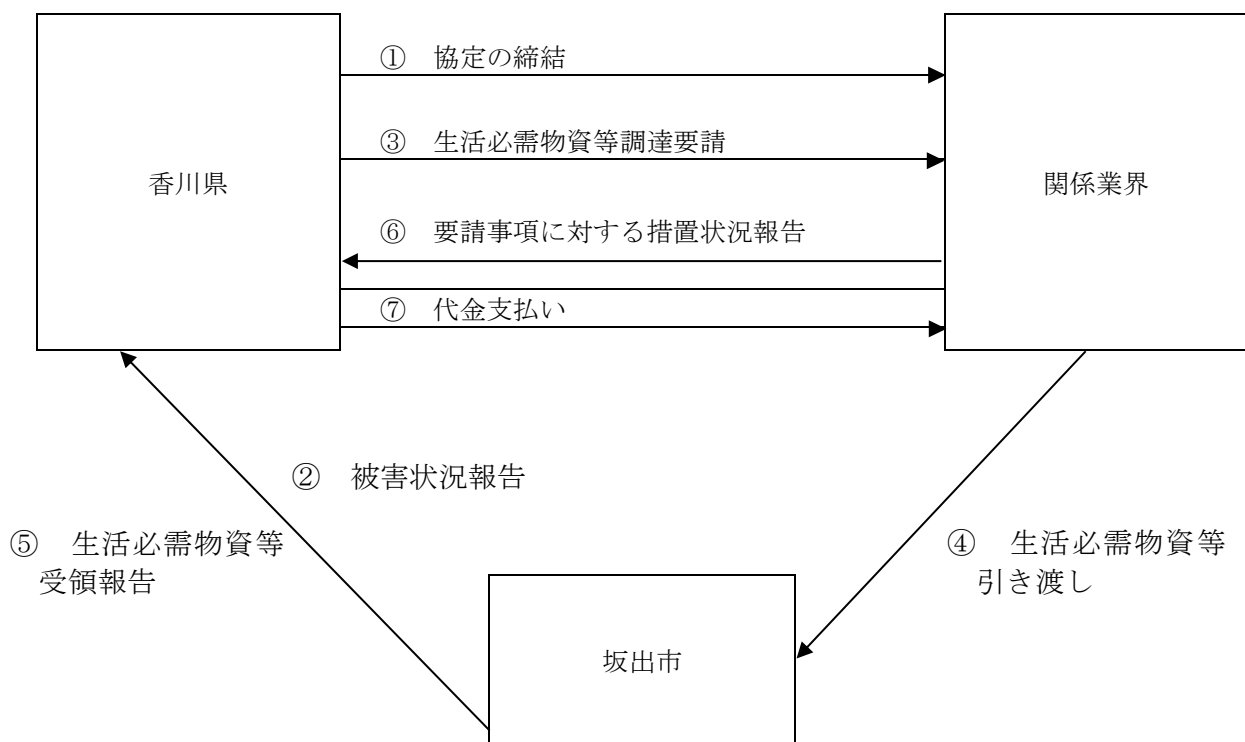 ① 協定の締結
③ 生活必需物資等調達要請
香川県
関係業界
⑥ 要請事項に対する措置状況報告
⑦ 代金支払い
② 被害状況報告
⑤ 生活必需物資等
受領報告
④ 生活必需物資等
引き渡し
坂出市